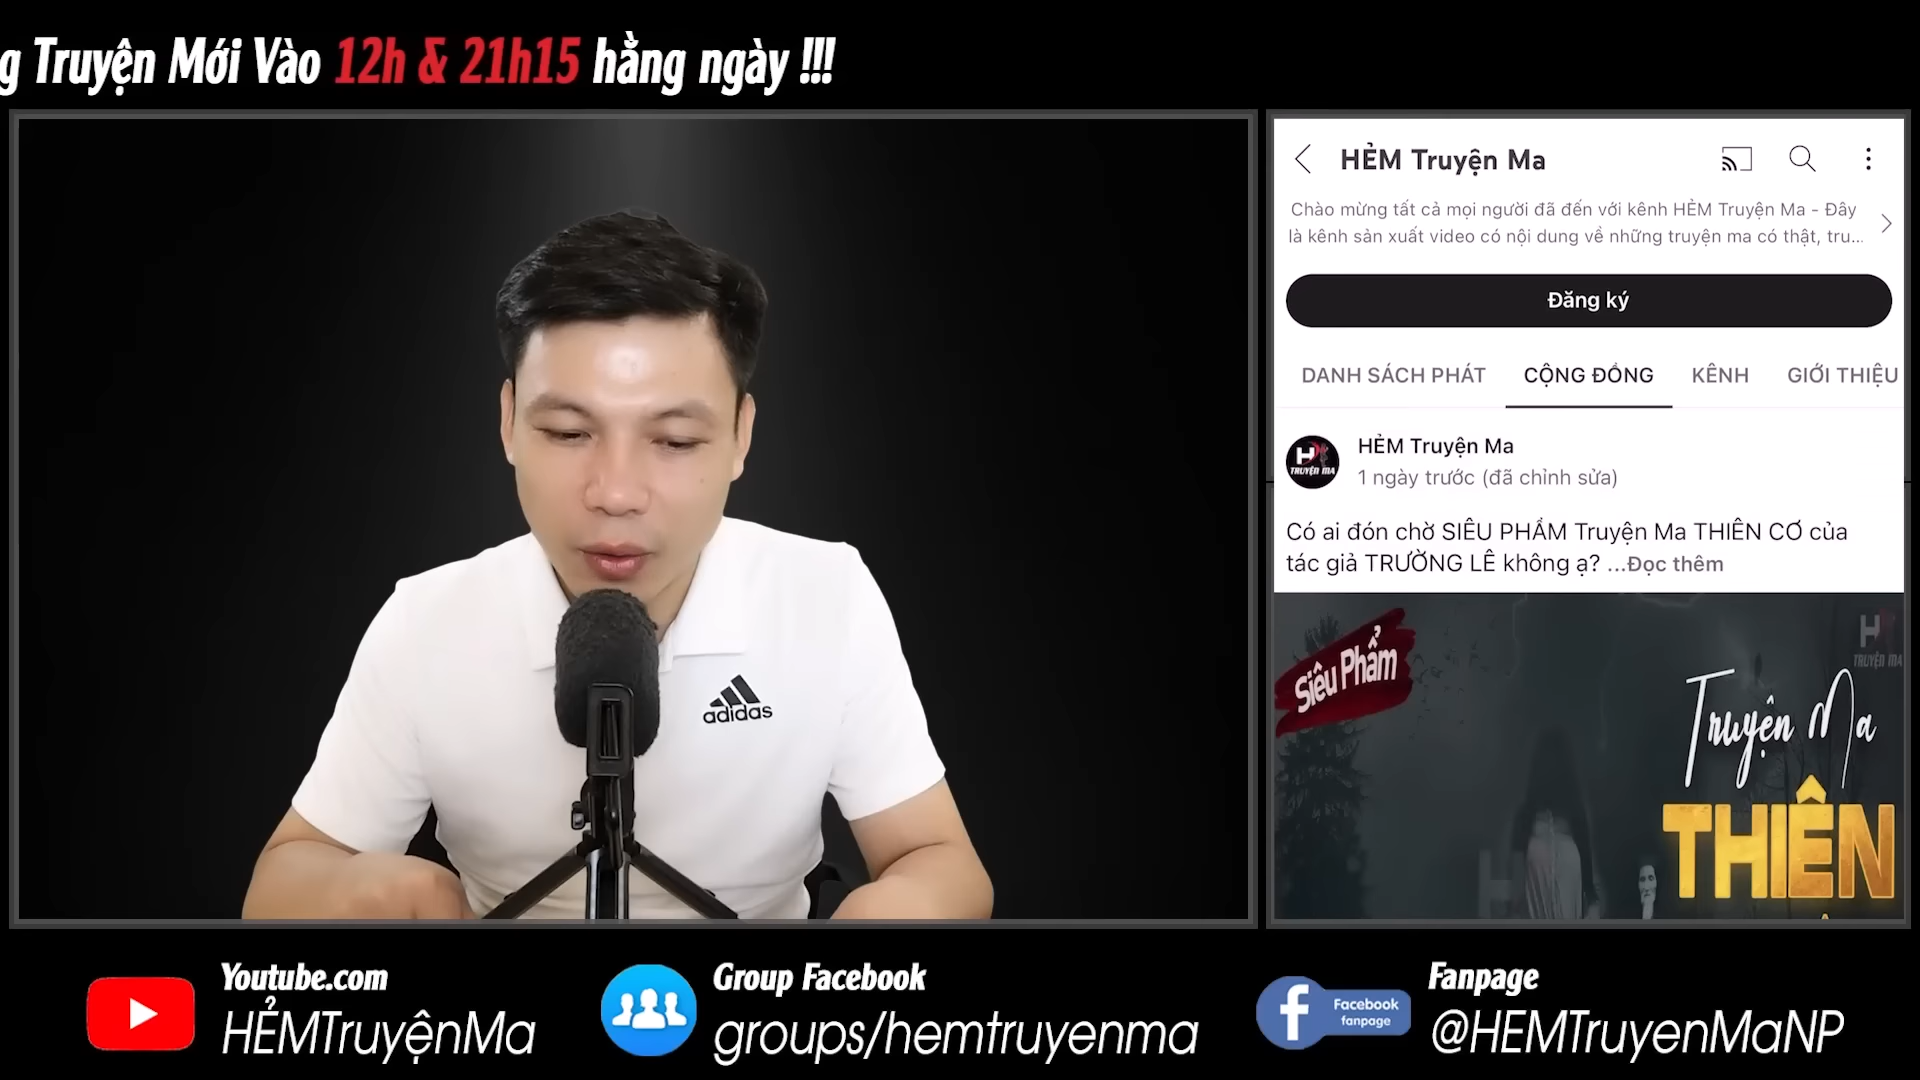 g Truyện Mới Vào 12h & 21h15 hằng ngày !!!
HẺM Truyện Ma
Chào mừng tất cả mọi người đã đến với kênh HẺM Truyện Ma - Đây
là kênh sản xuất video có nội dung về những truyện ma có thật, tru...
Đăng ký
DANH SÁCH PHÁT
CỘNG ĐỒNG
KÊNH
GIỚI THIỆU
HẺM Truyện Ma
1 ngày trước (đã chỉnh sửa)
H
TRUYỆN MA
Có ai đón chờ SIÊU PHẨM Truyện Ma THIÊN CƠ của
tác giả TRƯỜNG LÊ không ạ? ...Đọc thêm
Siêu Phẩm
H
TRUYỆN MA
Truyện Ma
THIÊN
adidas
Youtube.com
HẺMTruyệnMa
Group Facebook
groups/hemtruyenma
Facebook
fanpage
Fanpage
@HEMTruyenMaNP